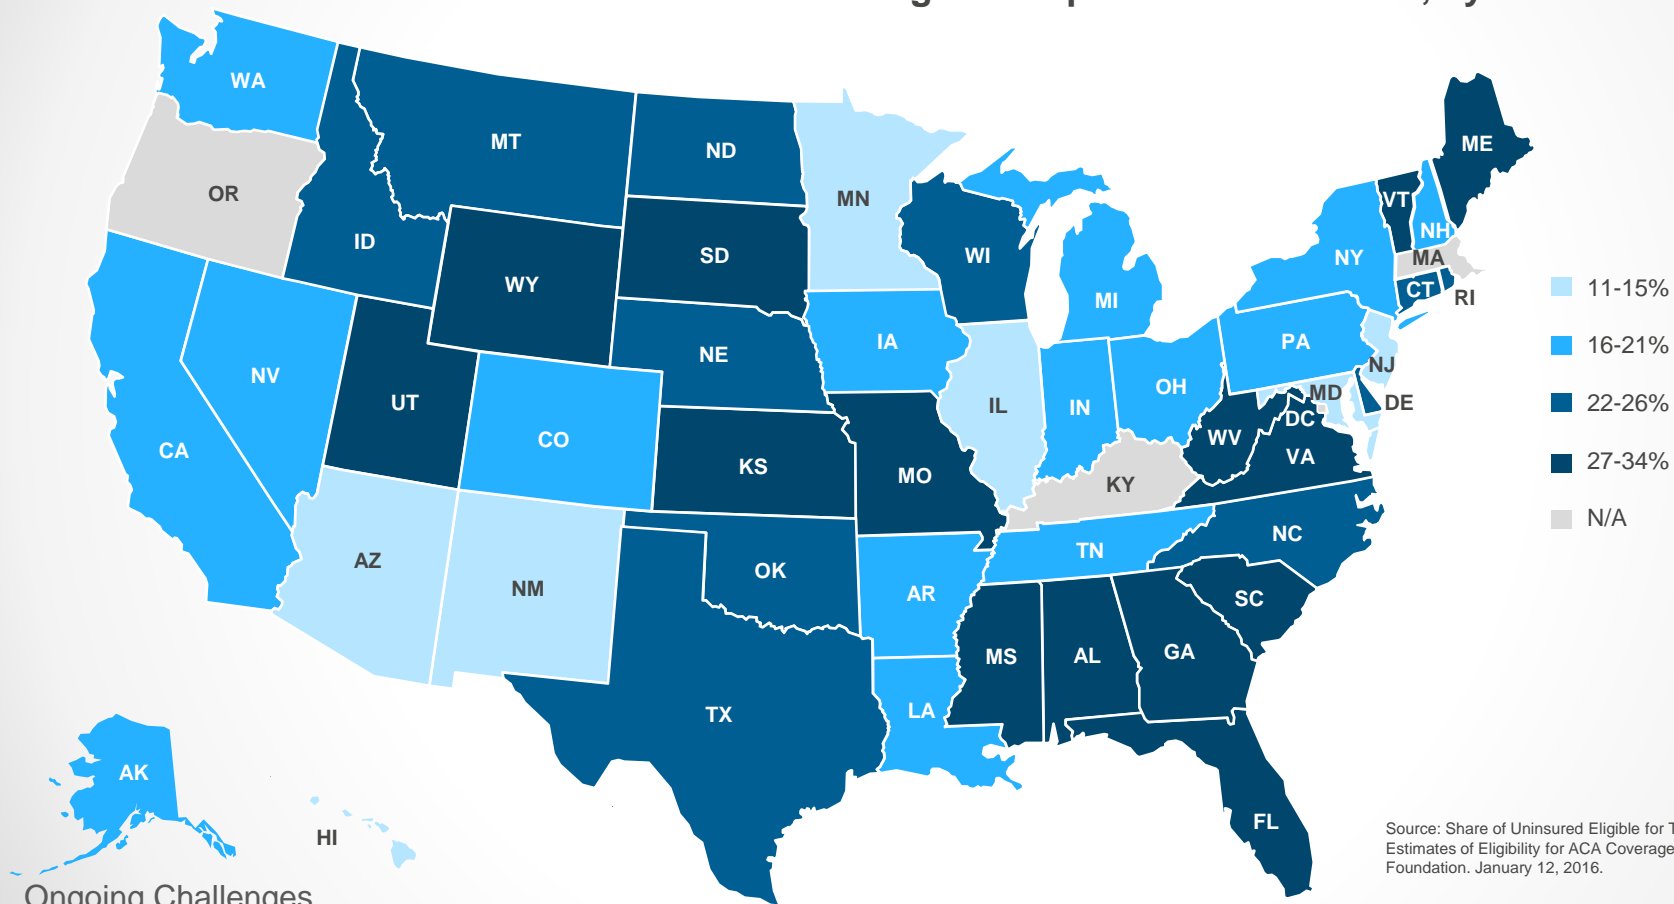 WA
MT
ND
MN
ME
OR
ID
WY
SD
WI
MI
NY
VT
NH
MA
CT
RI
11-15%
NV
UT
CO
NE
IA
IL
IN
OH
PA
NJ
16-21%
CA
KS
MO
KY
WV
DC
VA
MD
DE
22-26%
27-34%
AZ
NM
OK
AR
TN
NC
N/A
SC
TX
LA
MS
AL
GA
AK
HI
FL
Source: Share of Uninsured Eligible for
Estimates of Eligibility for ACA Coverage
Foundation. January 12, 2016.
Ongoing Challenges